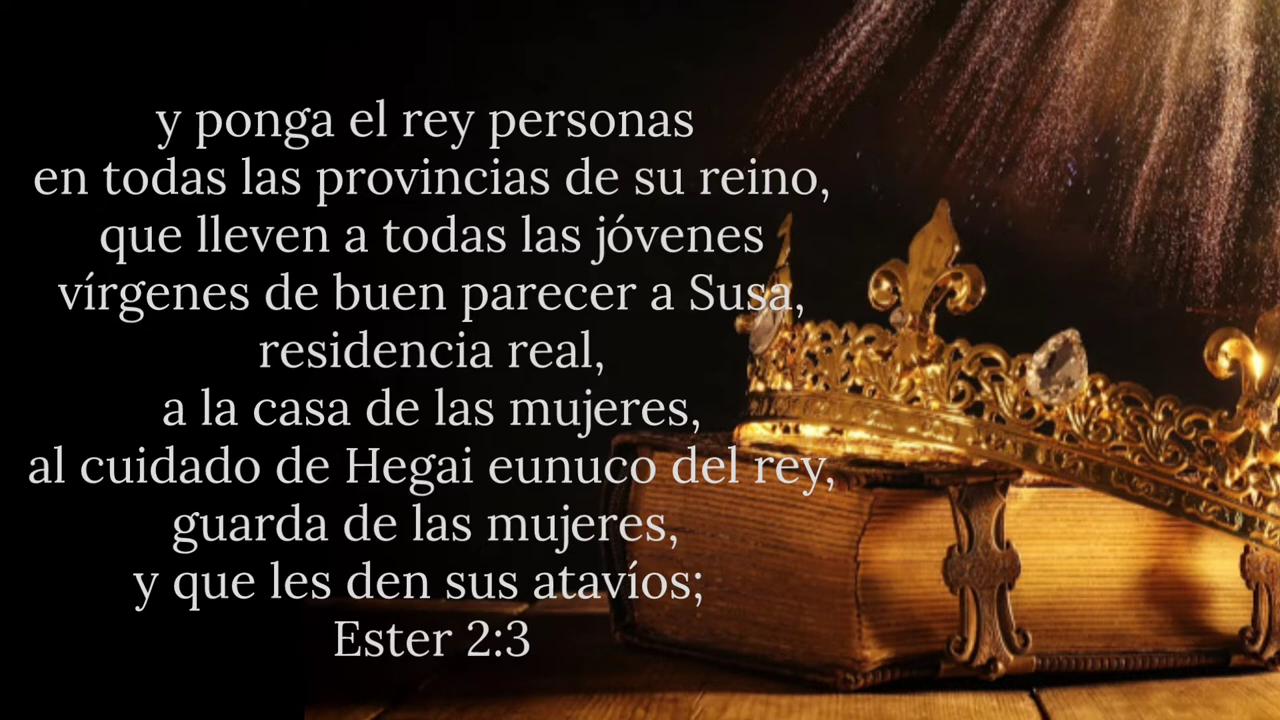 y ponga el rey personas
en todas las provincias de su reino,
que lleven a todas las jóvenes
vírgenes de buen parecer a Susa,
residencia real,
a la casa de las mujeres,
al cuidado de Hegai eunuco del rey,
guarda de las mujeres,
y que les den sus atavíos;
Ester 2:3